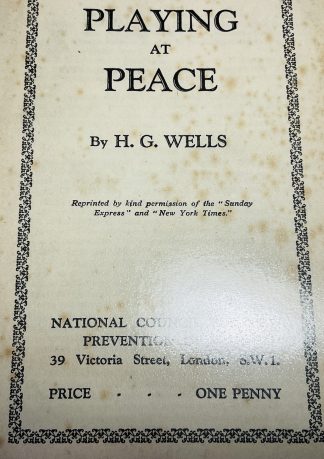 PLAYING
AT
PEACE
By H. G. WELLS
Reprinted by kind permission of the "Sunday
Express" and "New York Times."
NATIONAL
PREVENTION
39 Victoria Street, London, S.W.1.
PRICE - - - ONE PENNY